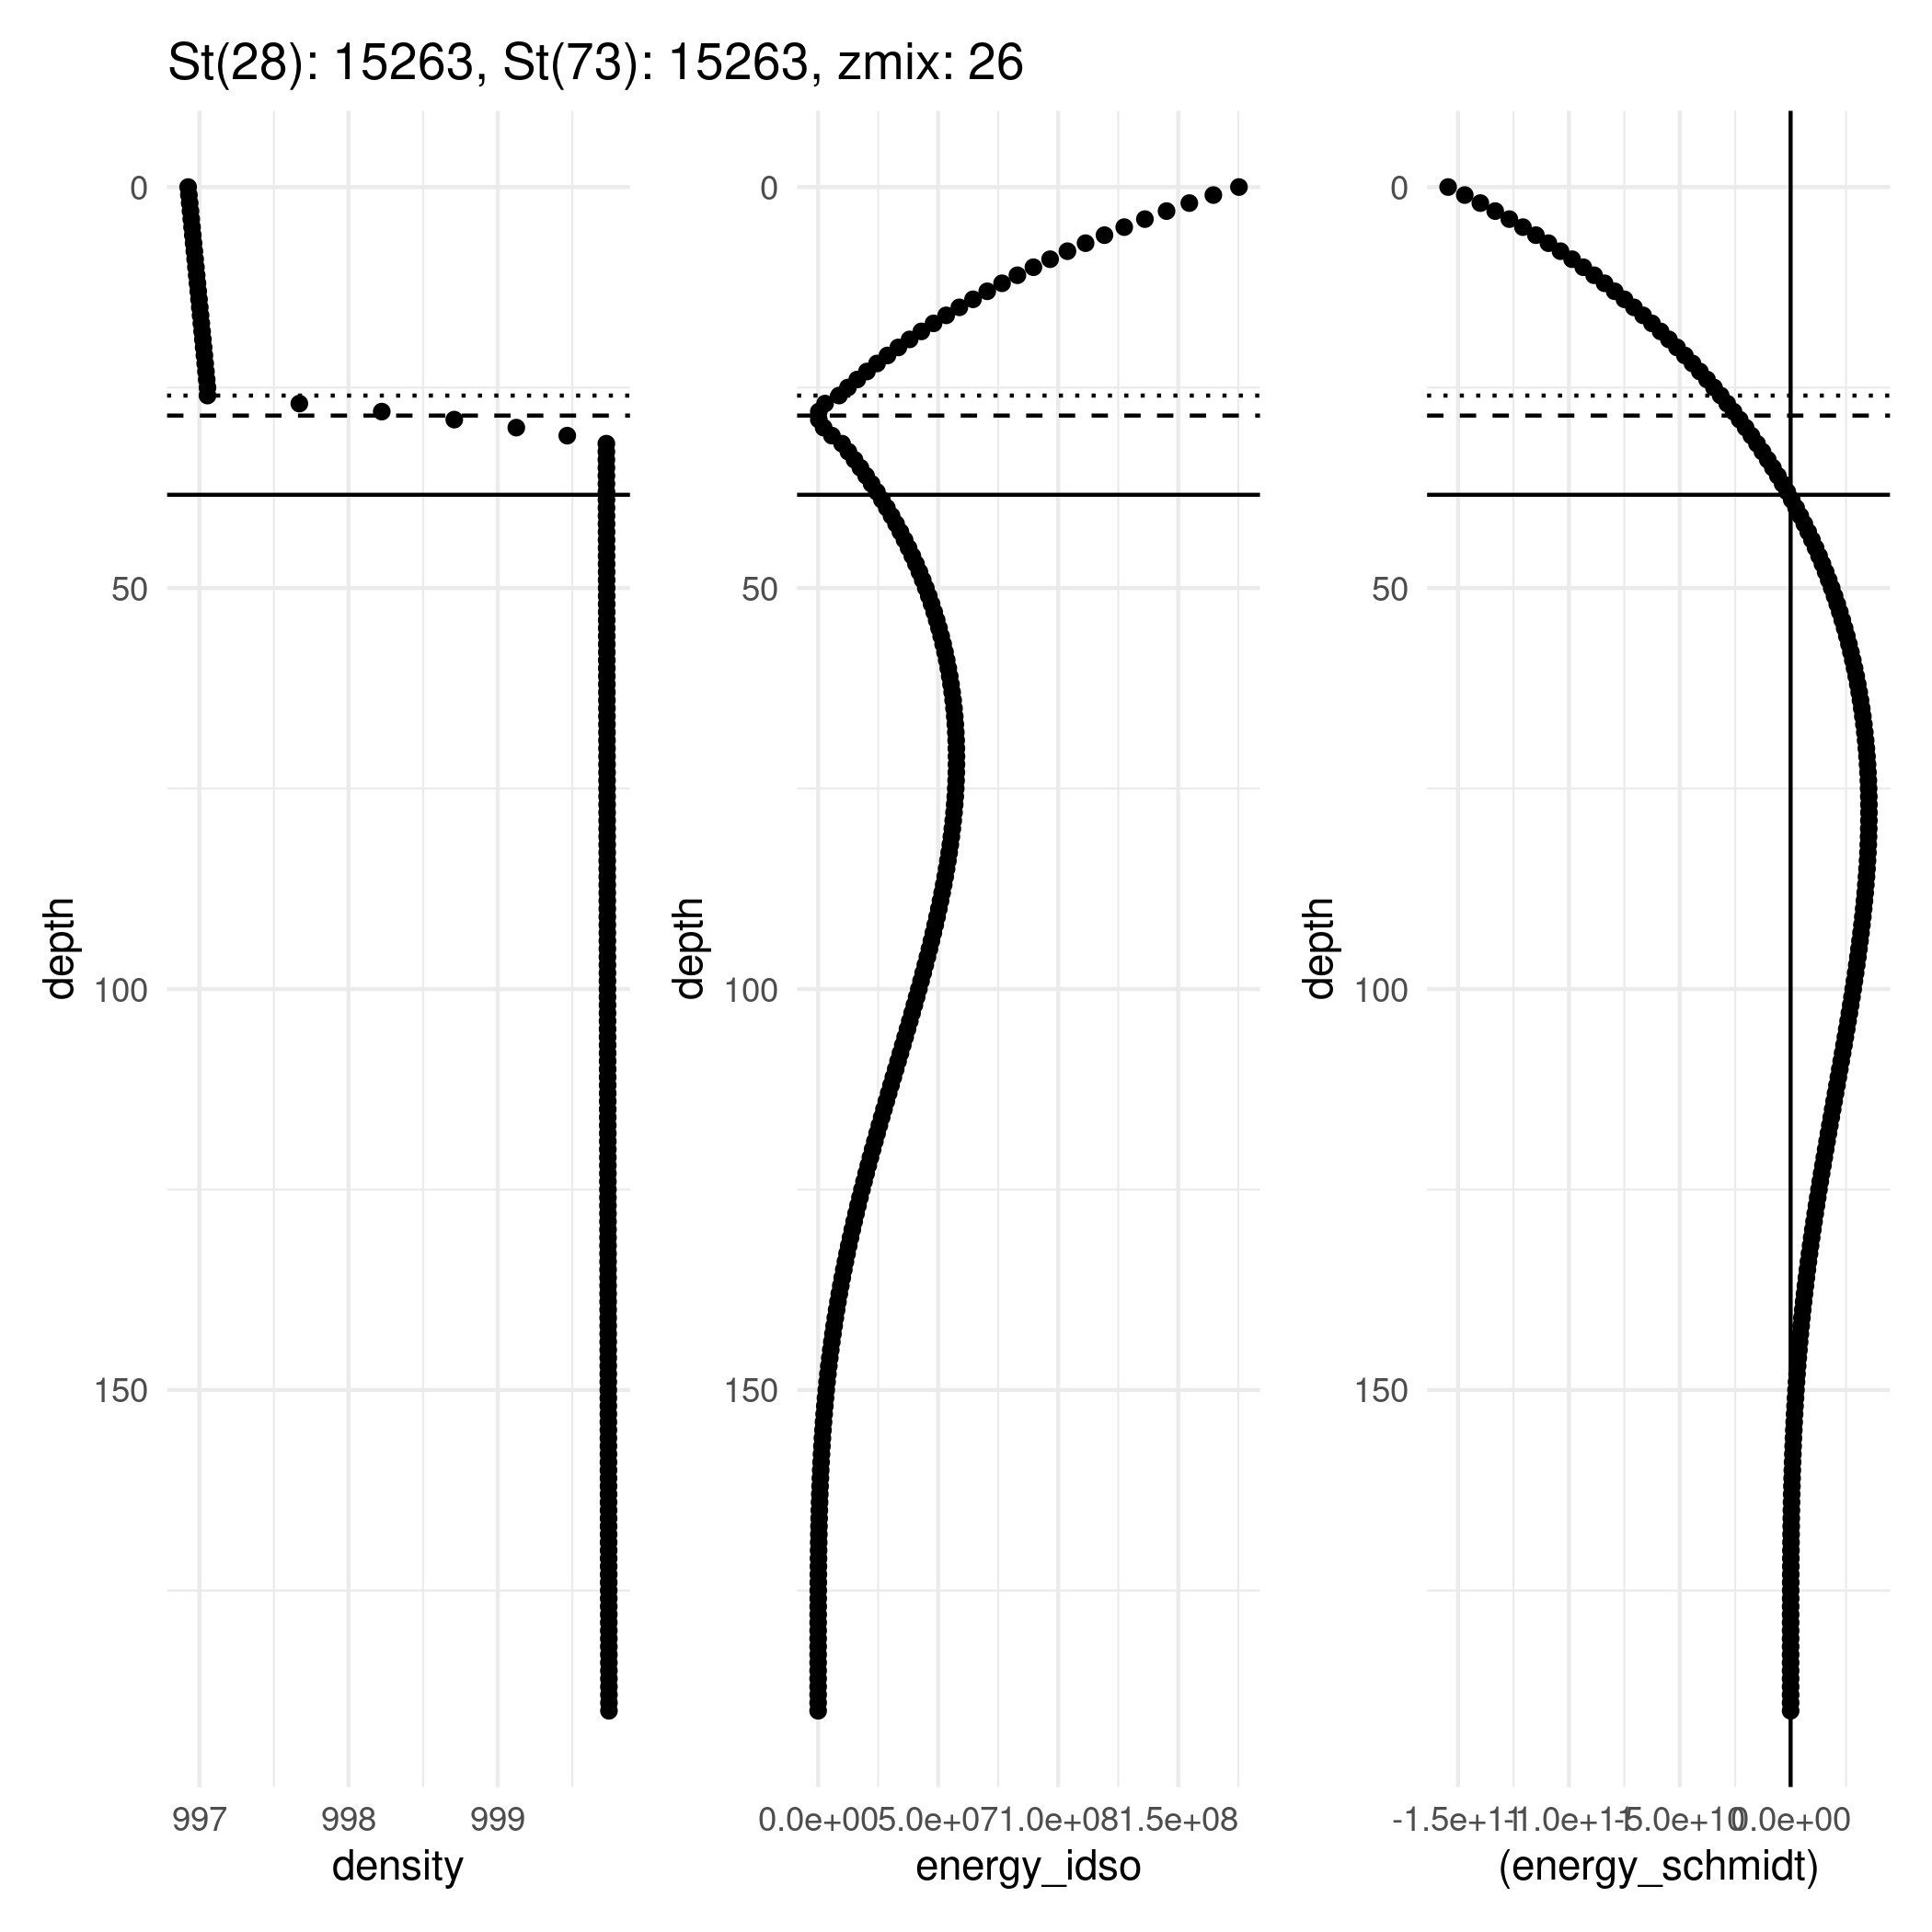 St(28): 15263, St(73): 15263, zmix: 26
0
50
100
150
depth
997 998 999
density
0
50
100
150
depth
0.0e+00 5.0e+07 1.0e+08 1.5e+08
energy_idso
0
50
100
150
depth
-1.5e+11 -1.0e+11 -5.0e+10 0.0e+00
(energy_schmidt)